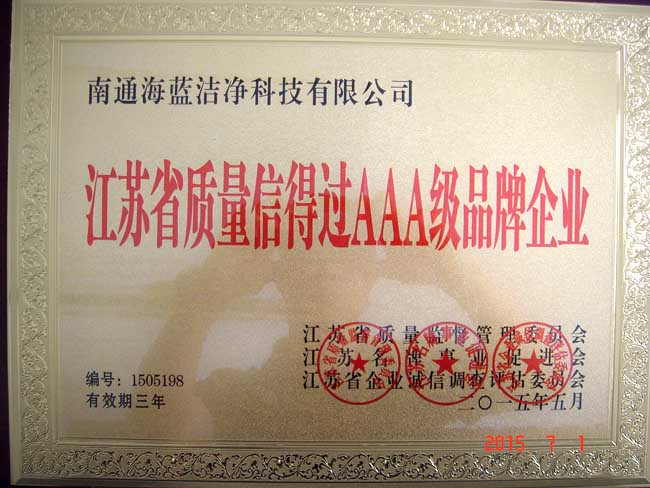 南通海蓝洁净科技有限公司
江苏省质量信得过AAA级品牌企业
江苏省质量监督管理委员会
江苏名牌事业促进会
江苏省企业诚信调查评估委员会
二〇一五年五月
编号：1505198
有效期三年
2015 7 1